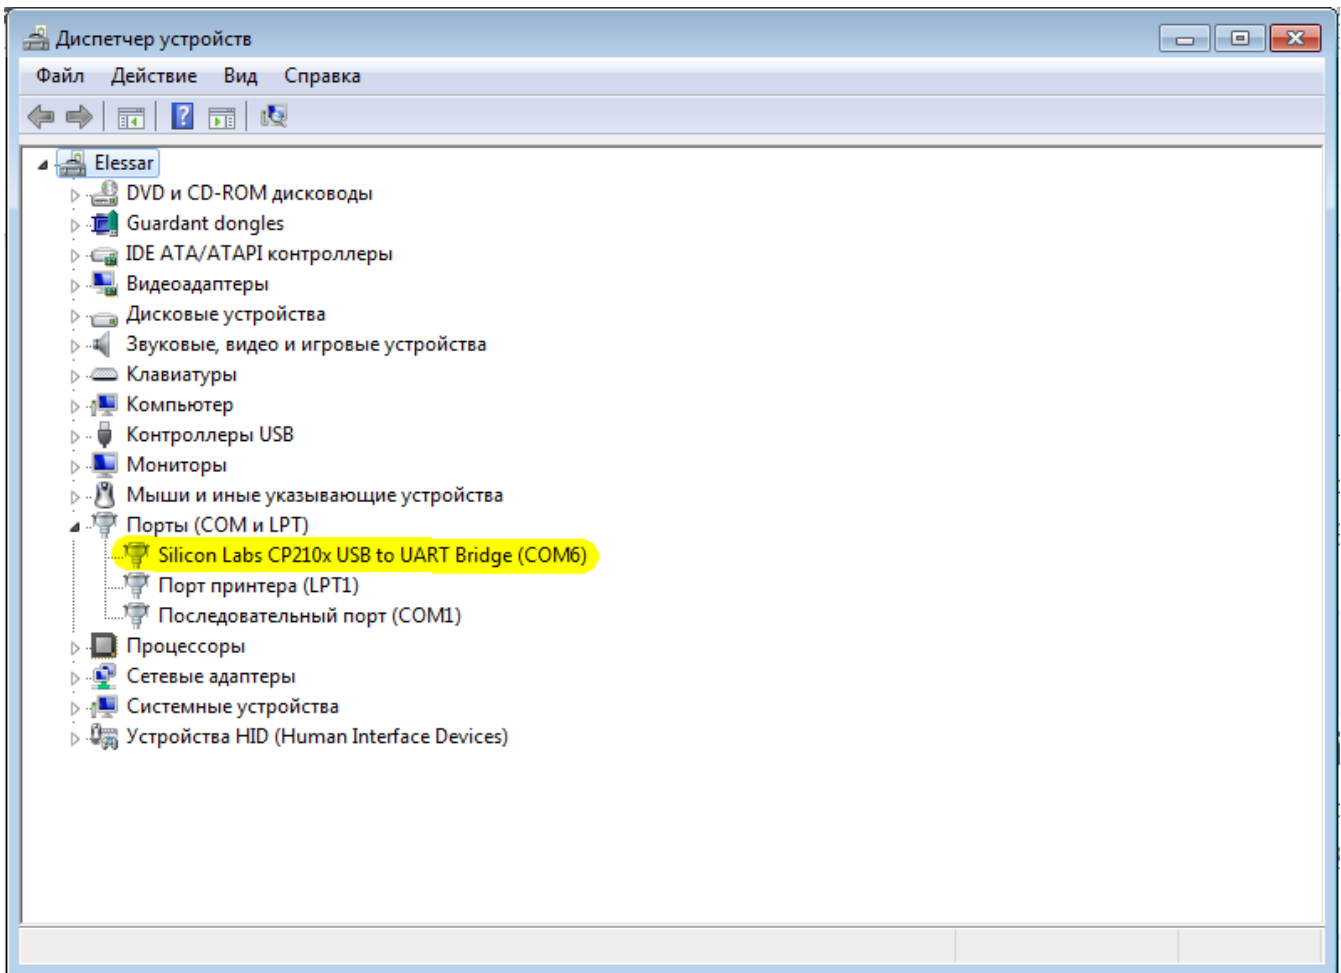 Диспетчер устройств
Файл Действие Вид Справка
Elessar
DVD и CD-ROM дисководы
Guardant dongles
IDE ATA/ATAPI контроллеры
Видеоадаптеры
Дисковые устройства
Звуковые, видео и игровые устройства
Клавиатуры
Компьютер
Контроллеры USB
Мониторы
Мыши и иные указывающие устройства
Порты (COM и LPT)
Silicon Labs CP210x USB to UART Bridge (COM6)
Порт принтера (LPT1)
Последовательный порт (COM1)
Процессоры
Сетевые адаптеры
Системные устройства
Устройства HID (Human Interface Devices)